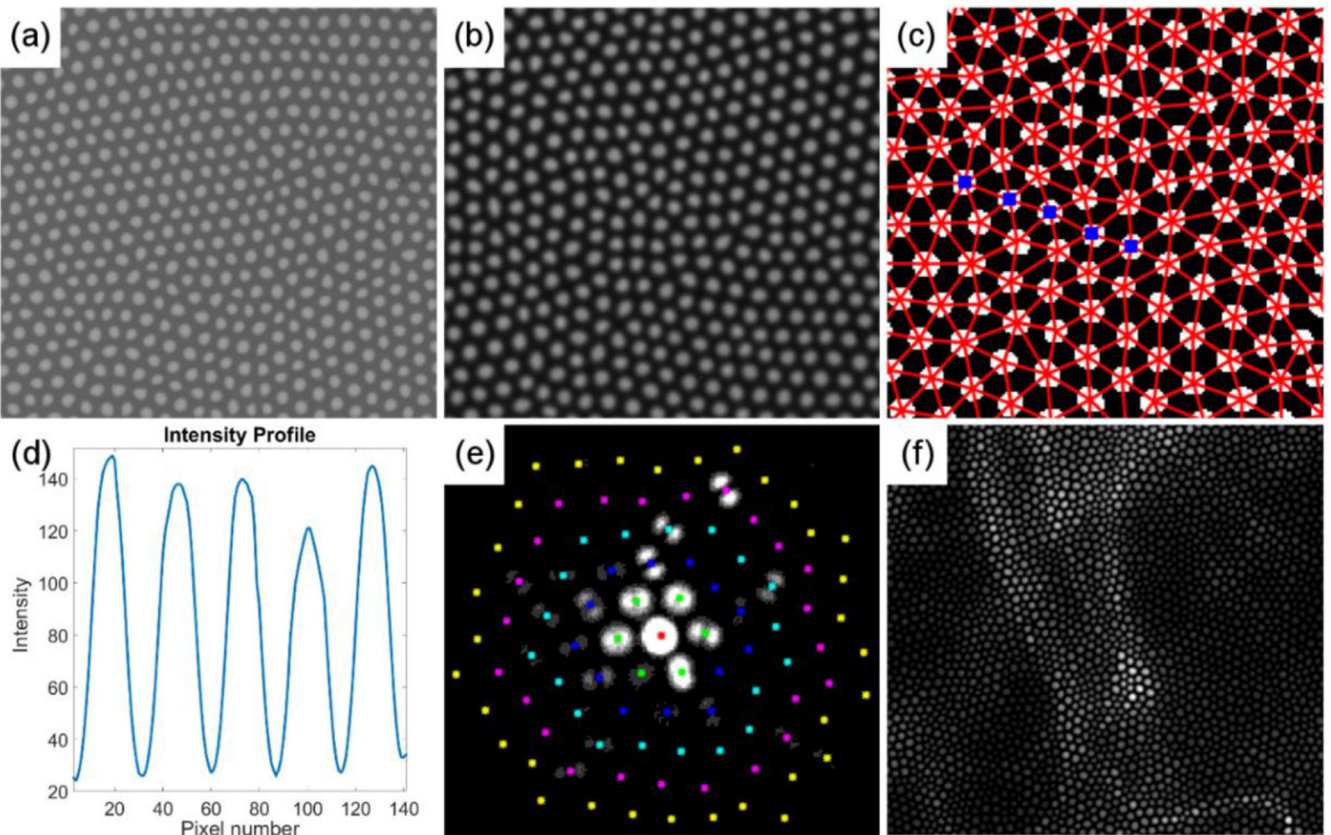 (a)
(b)
(c)
(d)
Intensity Profile
140
120
100
80
60
40
20
Intensity
20 40 60 80 100 120 140
Pixel number
(e)
(f)